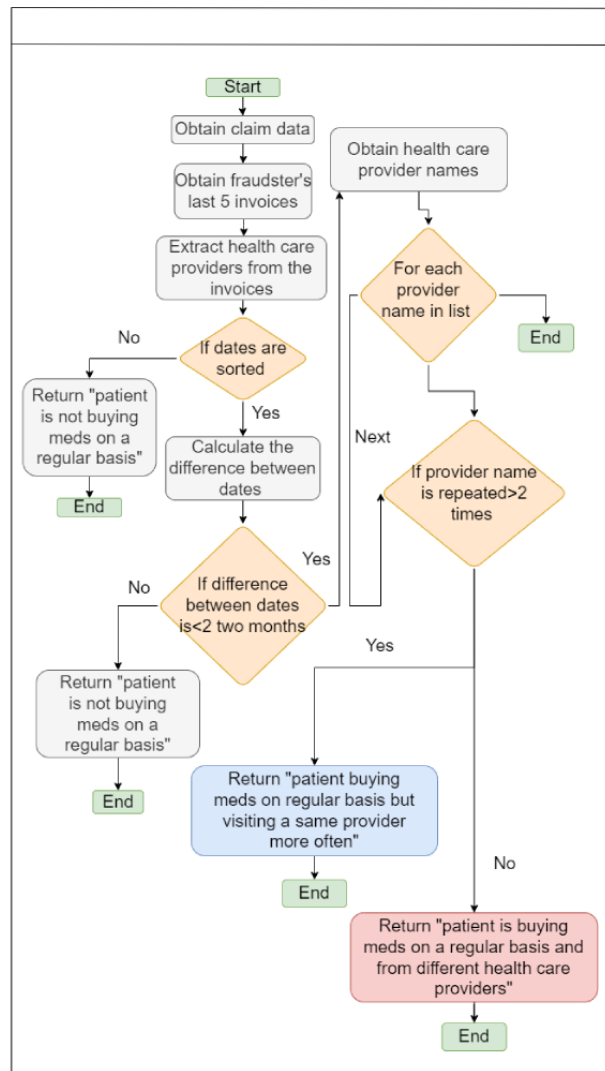 Start
Obtain claim data
Obtain fraudster's
last 5 invoices
Extract health care
providers from the
invoices
If dates are
sorted
No
Return "patient
is not buying
meds on a
regular basis"
End
Yes
Calculate the
difference between
dates
If difference
between dates
is<2 two months
No
Return "patient
is not buying
meds on a
regular basis"
End
Yes
Obtain health care
provider names
For each
provider
name in list
End
Next
If provider name
is repeated>2
times
Yes
Return "patient buying
meds on regular basis but
visiting a same provider
more often"
End
No
Return "patient is buying
meds on a regular basis and
from different health care
providers"
End